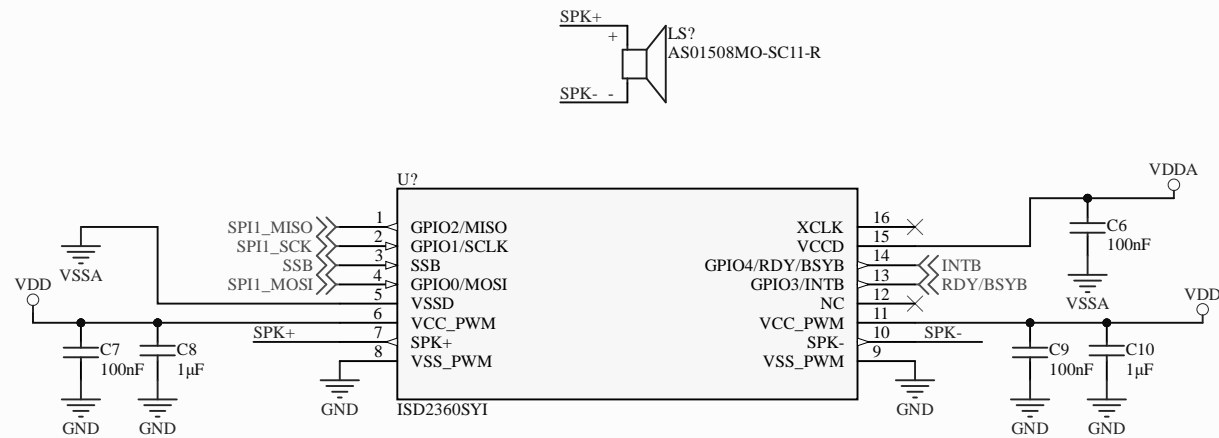 SPK+
+
LS?
AS01508MO-SC11-R
SPK- -
U?
VDDA
SPI1_MISO 1 GPIO2/MISO XCLK 16
C6
SPI1_SCK 2 GPIO1/SCLK VCCD 15
100nF
SSB 3 SSB GPIO4/RDY/BSYB 14 INTB
VSSA
SPI1_MOSI 4 GPIO0/MOSI GPIO3/INTB 13 RDY/BSYB
VDD 5 VSSD NC 12 VSSA
VDD
6 VCC_PWM VCC_PWM 11
SPK+ 7 SPK+ SPK- 10 SPK-
C7 C8 C9 C10
100nF 1µF 8 VSS_PWM VSS_PWM 9 100nF 1µF
GND GND GND GND GND GND
ISD2360SYI